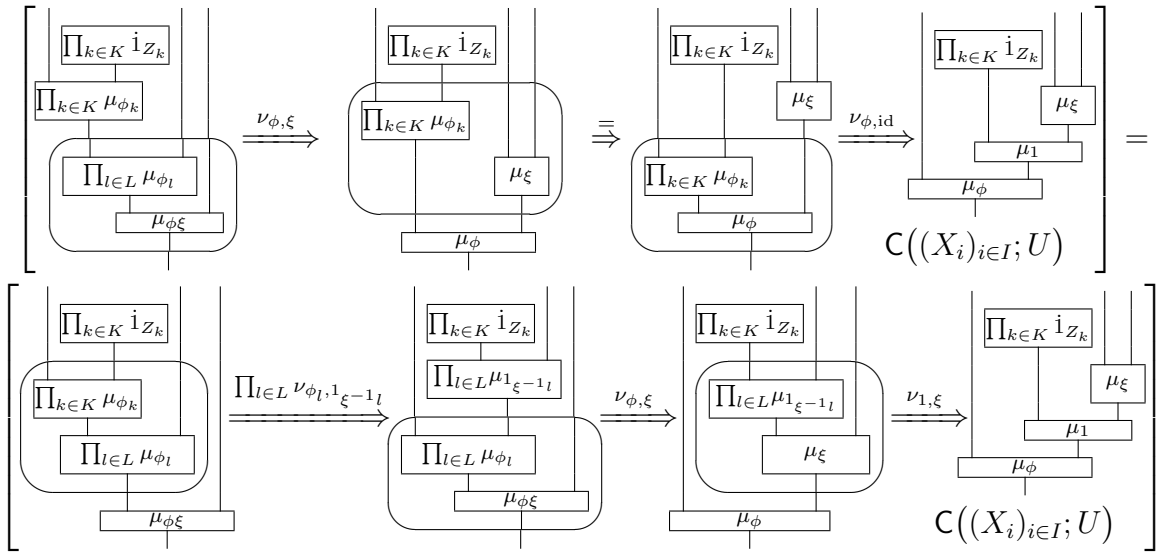 ∏_{k∈K} i_{Z_k} ∏_{k∈K} i_{Z_k} ∏_{k∈K} i_{Z_k} ∏_{k∈K} i_{Z_k}
∏_{k∈K} μ_{φ_k} ν_{φ,ξ} ∏_{k∈K} μ_{φ_k} = μ_ξ ν_{φ,id} μ_ξ =
∏_{l∈L} μ_{φ_l} μ_ξ ∏_{k∈K} μ_{φ_k} μ_1
μ_{φξ} μ_φ μ_φ μ_φ
C((X_i)_{i∈I}; U)
∏_{k∈K} i_{Z_k} ∏_{k∈K} i_{Z_k} ∏_{k∈K} i_{Z_k} ∏_{k∈K} i_{Z_k}
∏_{k∈K} μ_{φ_k} ∏_{l∈L} ν_{φ_l,1_{ξ^{-1}l}} ∏_{l∈L} μ_{1_{ξ^{-1}l}} ν_{φ,ξ} ∏_{l∈L} μ_{1_{ξ^{-1}l}} ν_{1,ξ} μ_ξ
∏_{l∈L} μ_{φ_l} ∏_{l∈L} μ_{φ_l} μ_ξ μ_1
μ_{φξ} μ_{φξ} μ_φ μ_φ
C((X_i)_{i∈I}; U)